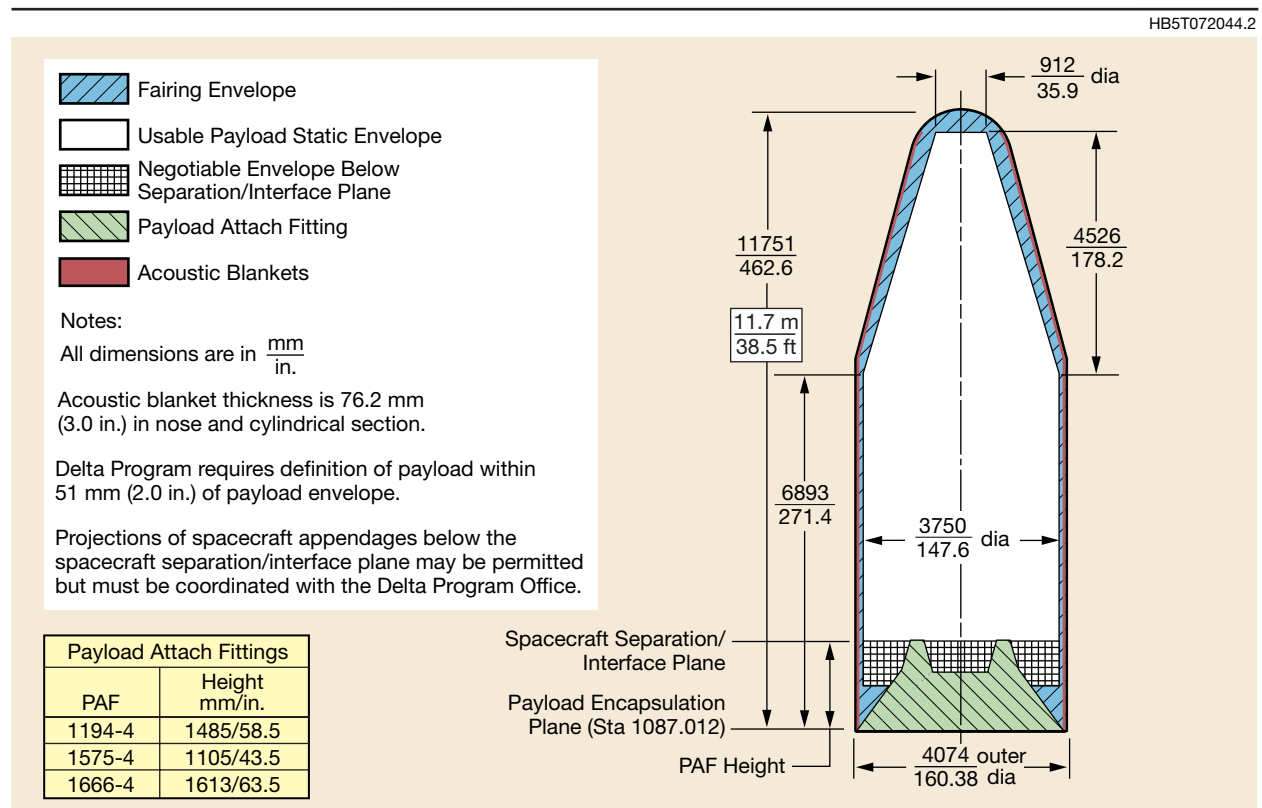 HB5T072044.2
Fairing Envelope
Usable Payload Static Envelope
Negotiable Envelope Below
Separation/Interface Plane
Payload Attach Fitting
Acoustic Blankets
Notes:
All dimensions are in mm
in.
Acoustic blanket thickness is 76.2 mm
(3.0 in.) in nose and cylindrical section.
Delta Program requires definition of payload within
51 mm (2.0 in.) of payload envelope.
Projections of spacecraft appendages below the
spacecraft separation/interface plane may be permitted
but must be coordinated with the Delta Program Office.
Payload Attach Fittings
PAF
Height
mm/in.
1194-4 1485/58.5
1575-4 1105/43.5
1666-4 1613/63.5
912
35.9
dia
11751
462.6
11.7 m
38.5 ft
4526
178.2
6893
271.4
3750
147.6
dia
Spacecraft Separation/
Interface Plane
Payload Encapsulation
Plane (Sta 1087.012)
PAF Height
4074 outer
160.38 dia